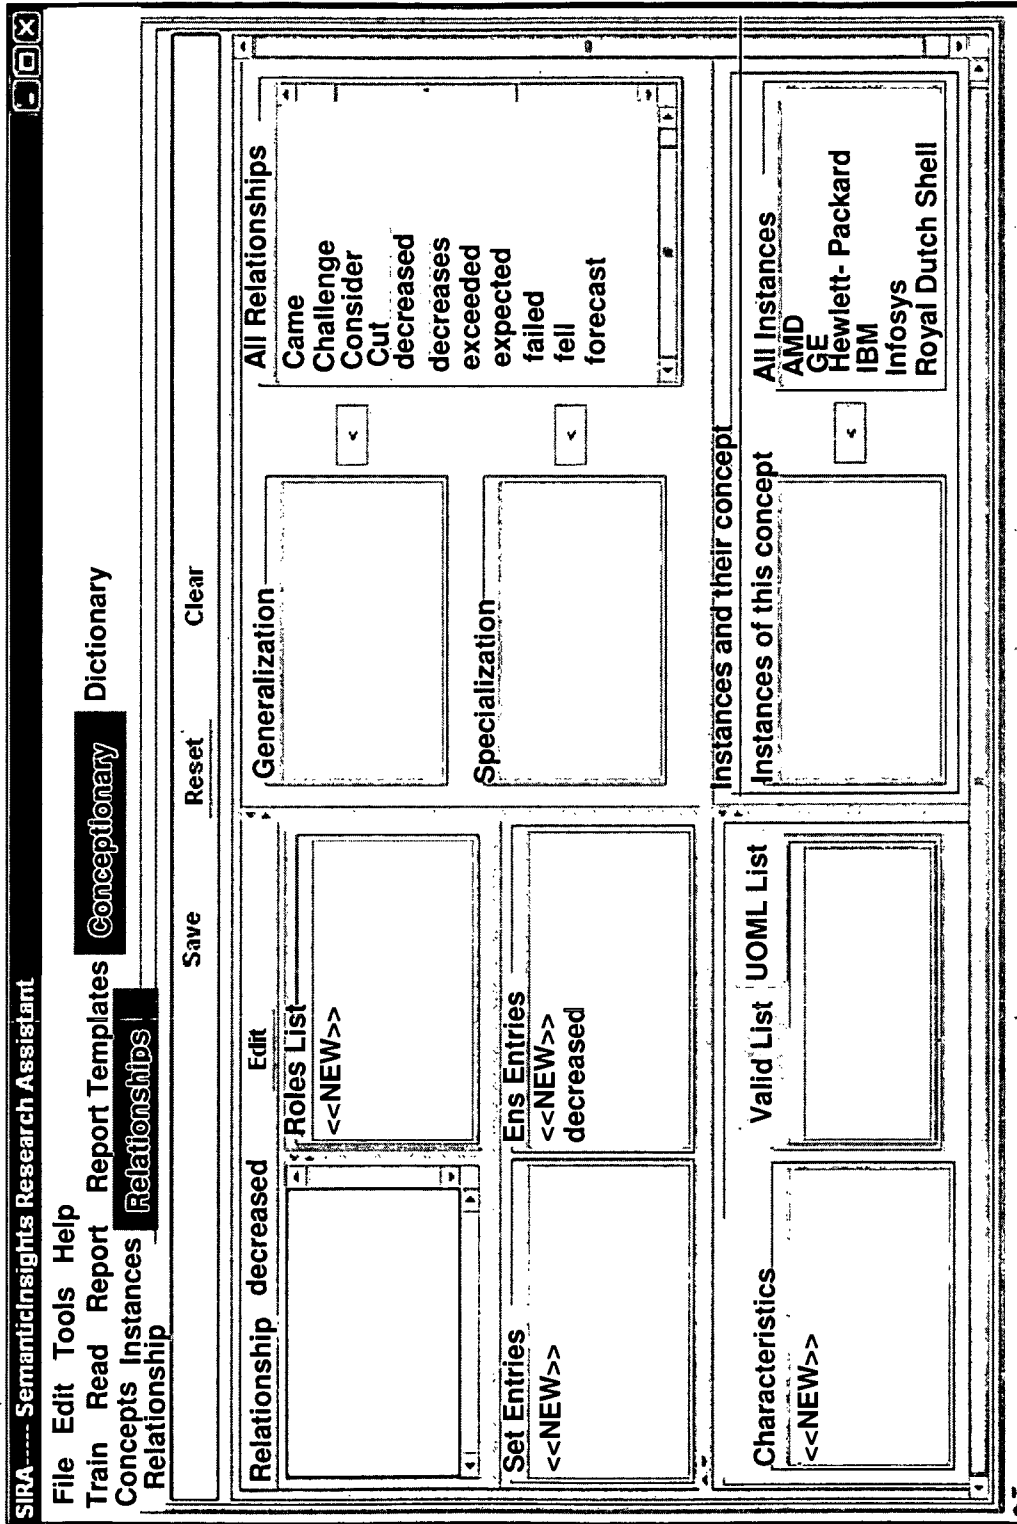 SIRA----- SemanticInsights Research Assistant
File Edit Tools Help
Train Read Report Report Templates Conceptionary Dictionary
Concepts Instances Relationships
Relationship
Save Reset Clear
Relationship decreased Edit
Roles List
<<NEW>>
Set Entries
<<NEW>>
Ens Entries
<<NEW>>
decreased
Characteristics
<<NEW>>
Valid List UOML List
Generalization
<
Specialization
<
All Relationships
Came
Challenge
Consider
Cut
decreased
decreases
exceeded
expected
failed
fell
forecast
Instances and their concept
Instances of this concept
<
All Instances
AMD
GE
Hewlett- Packard
IBM
Infosys
Royal Dutch Shell